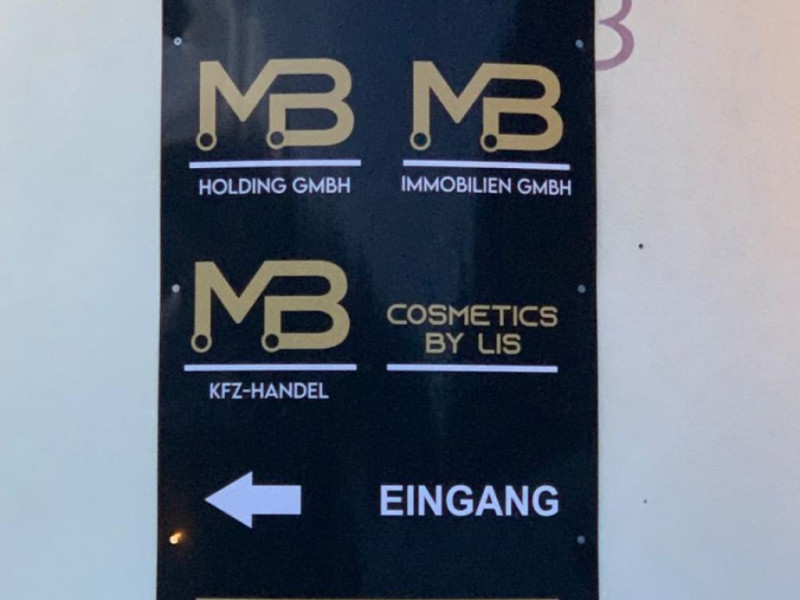 MB MB
HOLDING GMBH IMMOBILIEN GMBH
MB COSMETICS
BY LIS
KFZ-HANDEL
EINGANG